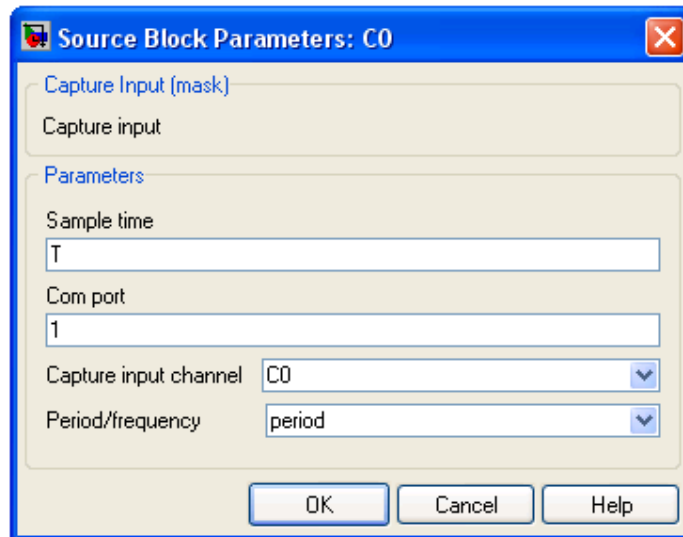 Source Block Parameters: C0
Capture Input (mask)
Capture input
Parameters
Sample time
T
Com port
1
Capture input channel C0
Period/frequency period
OK Cancel Help